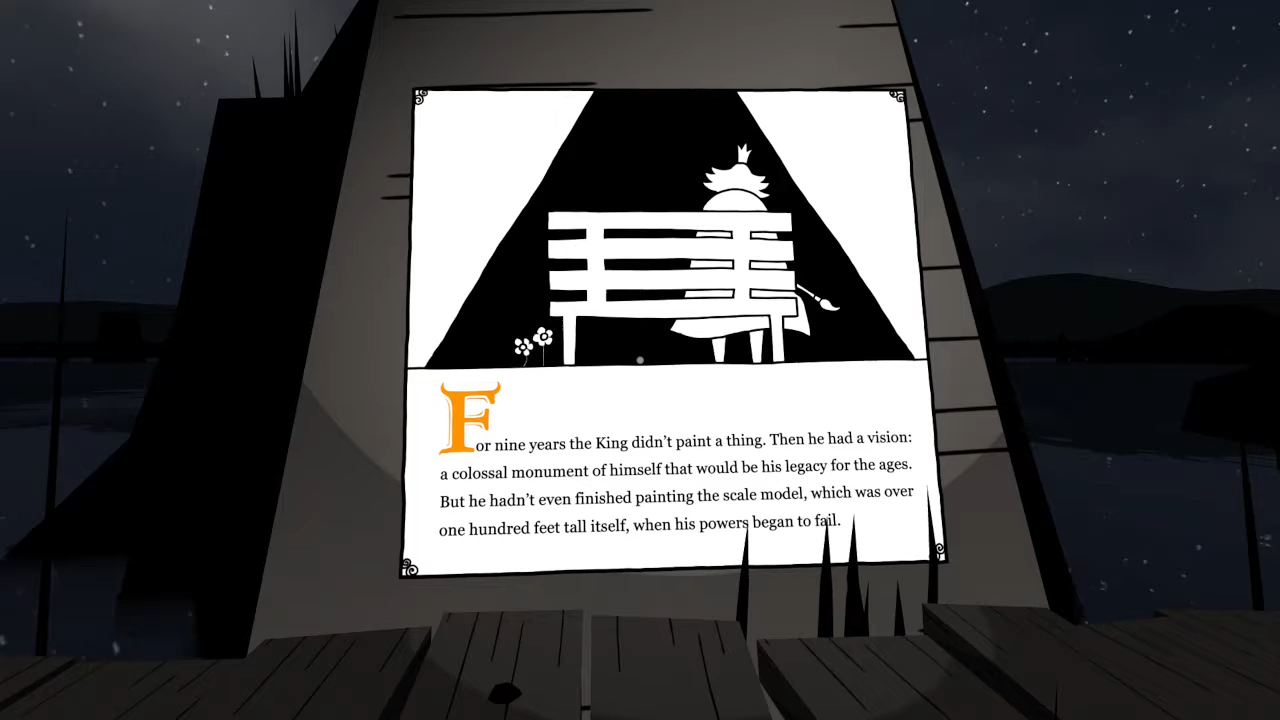 For nine years the King didn’t paint a thing. Then he had a vision:
a colossal monument of himself that would be his legacy for the ages.
But he hadn’t even finished painting the scale model, which was over
one hundred feet tall itself, when his powers began to fail.